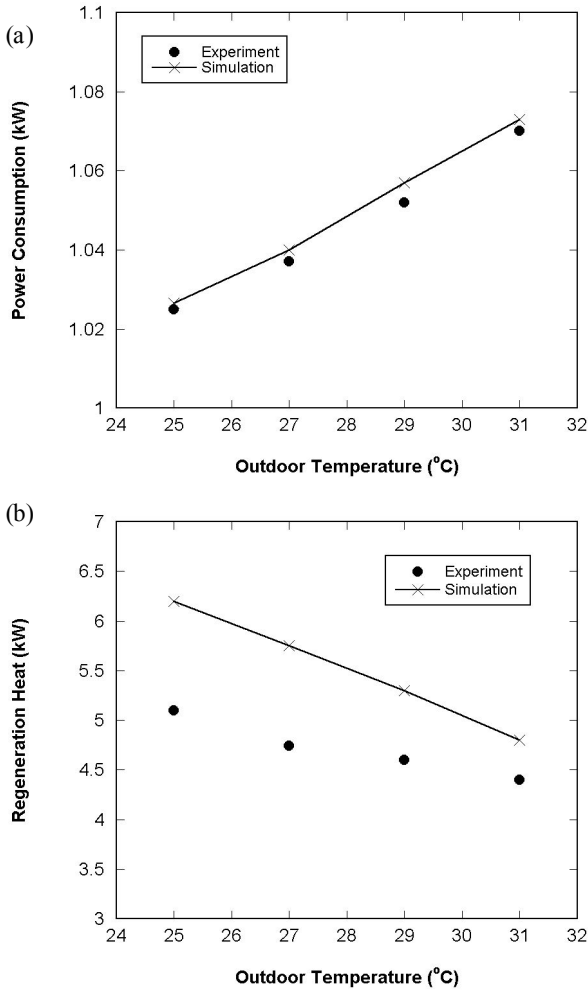 (a)
1.1
1.08
1.06
1.04
1.02
1
Power Consumption (kW)
Experiment
Simulation
24 25 26 27 28 29 30 31 32
Outdoor Temperature (°C)
(b)
7
6.5
6
5.5
5
4.5
4
3.5
3
Regeneration Heat (kW)
Experiment
Simulation
24 25 26 27 28 29 30 31 32
Outdoor Temperature (°C)